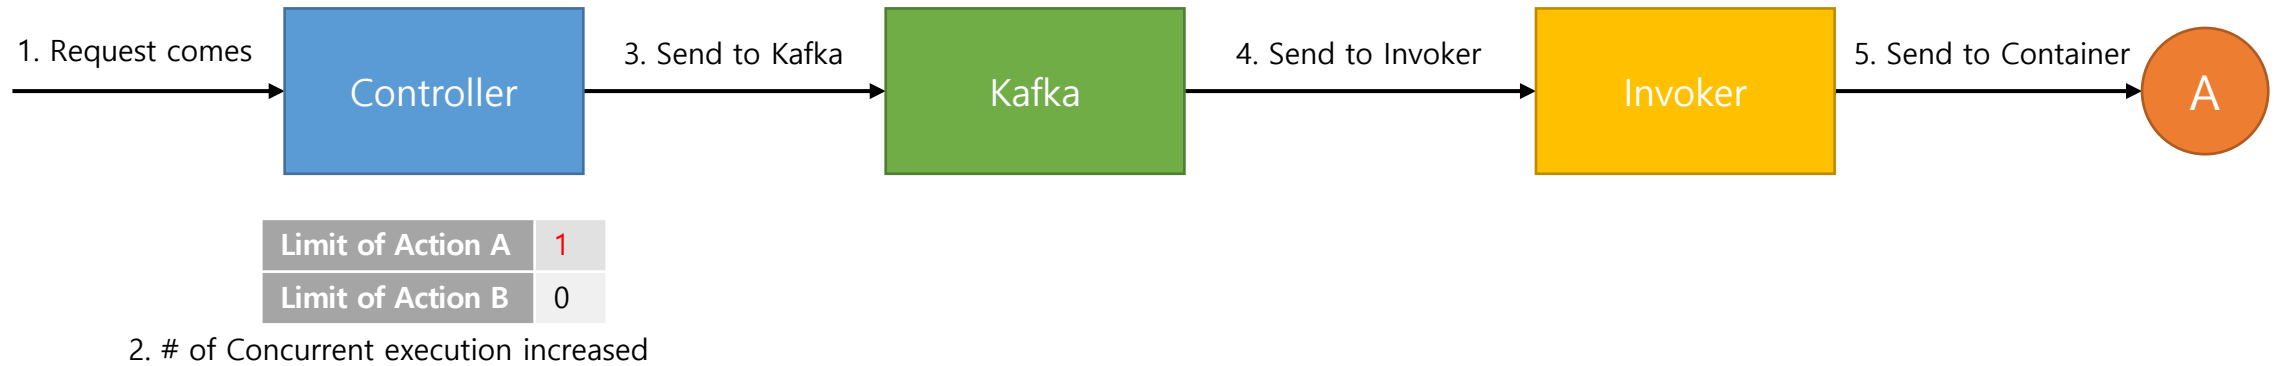 1. Request comes
Controller
3. Send to Kafka
Kafka
4. Send to Invoker
Invoker
5. Send to Container
A
Limit of Action A 1
Limit of Action B 0
2. # of Concurrent execution increased